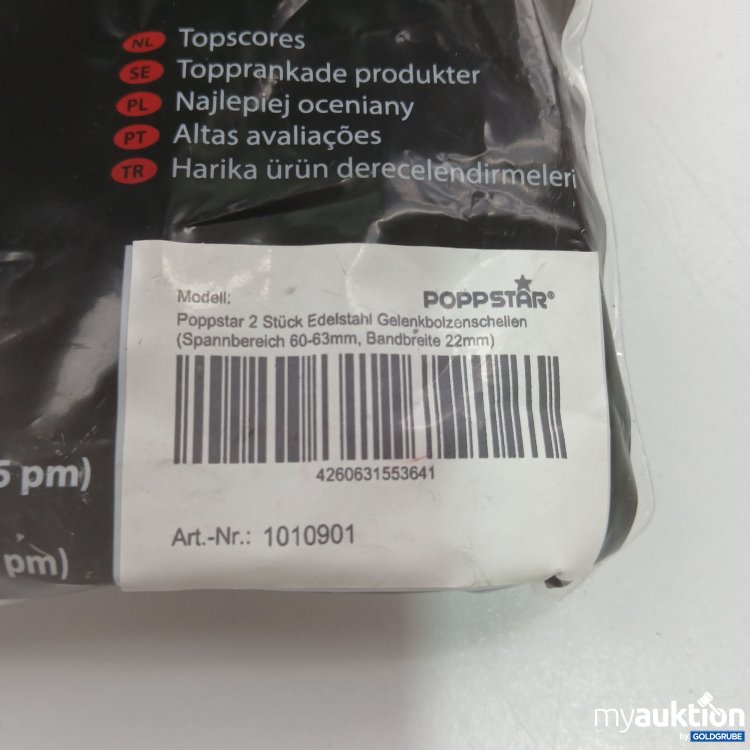 NL Topscores
SE Topprankade produkter
PL Najlepiej oceniany
PT Altas avaliações
TR Harika ürün derecelendirmeleri
Modell:
POPPSTAR®
Poppstar 2 Stück Edelstahl Gelenkbolzenschellen
(Spannbereich 60-63mm, Bandbreite 22mm)
4260631553641
5 pm)
Art.-Nr.: 1010901
pm)
myauktion
by GOLDGRUBE